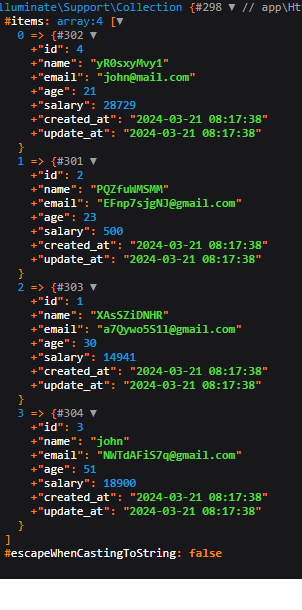 lluminate\Support\Collection {#298 ▼ // app\Ht
#items: array:4 [▼
0 => {#302 ▼
+"id": 4
+"name": "yR0sxyMvy1"
+"email": "john@mail.com"
+"age": 21
+"salary": 28729
+"created_at": "2024-03-21 08:17:38"
+"update_at": "2024-03-21 08:17:38"
}
1 => {#301 ▼
+"id": 2
+"name": "PQZfuWMSMM"
+"email": "EFnp7sjgNJ@gmail.com"
+"age": 23
+"salary": 500
+"created_at": "2024-03-21 08:17:38"
+"update_at": "2024-03-21 08:17:38"
}
2 => {#303 ▼
+"id": 1
+"name": "XAsSZiDNHR"
+"email": "a7Qywo5S1l@gmail.com"
+"age": 30
+"salary": 14941
+"created_at": "2024-03-21 08:17:38"
+"update_at": "2024-03-21 08:17:38"
}
3 => {#304 ▼
+"id": 3
+"name": "john"
+"email": "NWTdAFiS7q@gmail.com"
+"age": 51
+"salary": 18900
+"created_at": "2024-03-21 08:17:38"
+"update_at": "2024-03-21 08:17:38"
}
]
#escapeWhenCastingToString: false